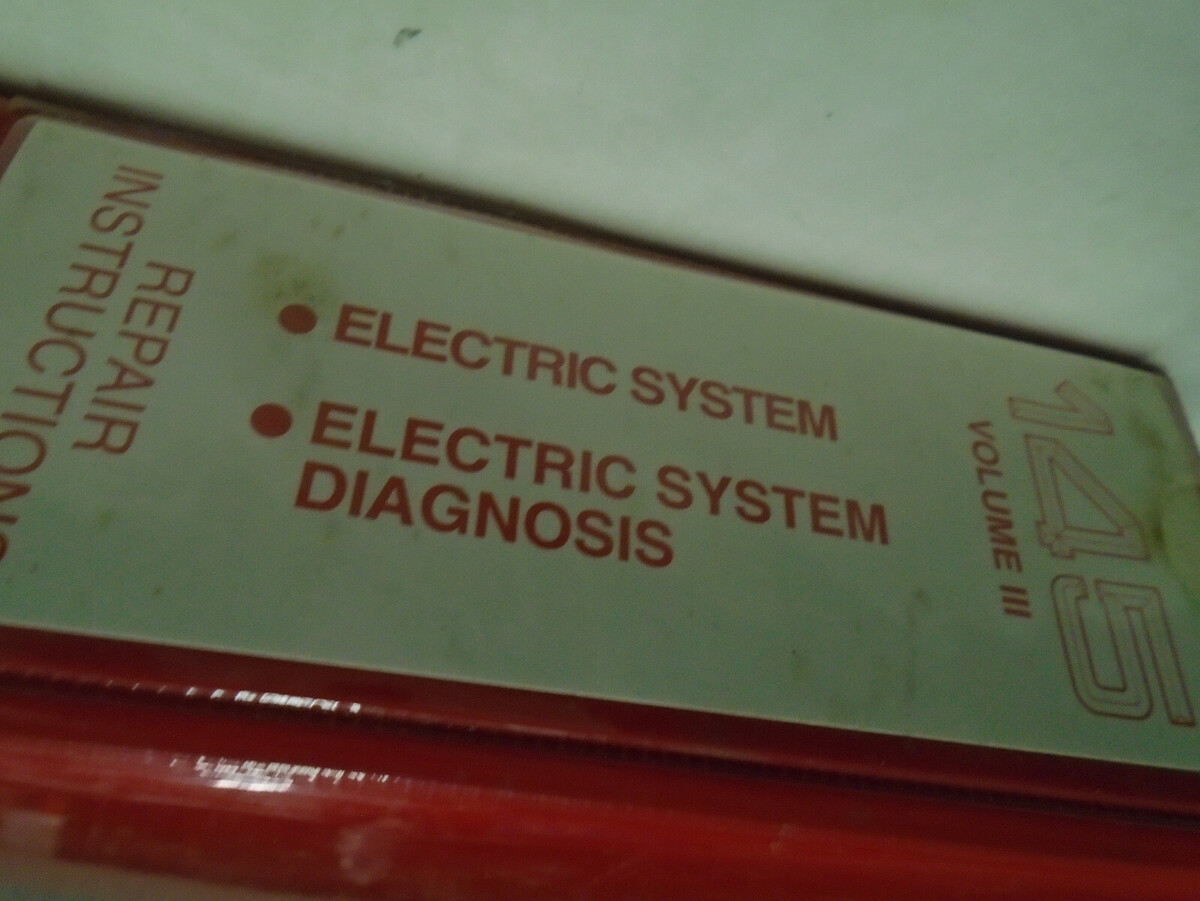 REPAIR
INSTRUCTIONS
● ELECTRIC SYSTEM
● ELECTRIC SYSTEM
DIAGNOSIS
145
VOLUME III